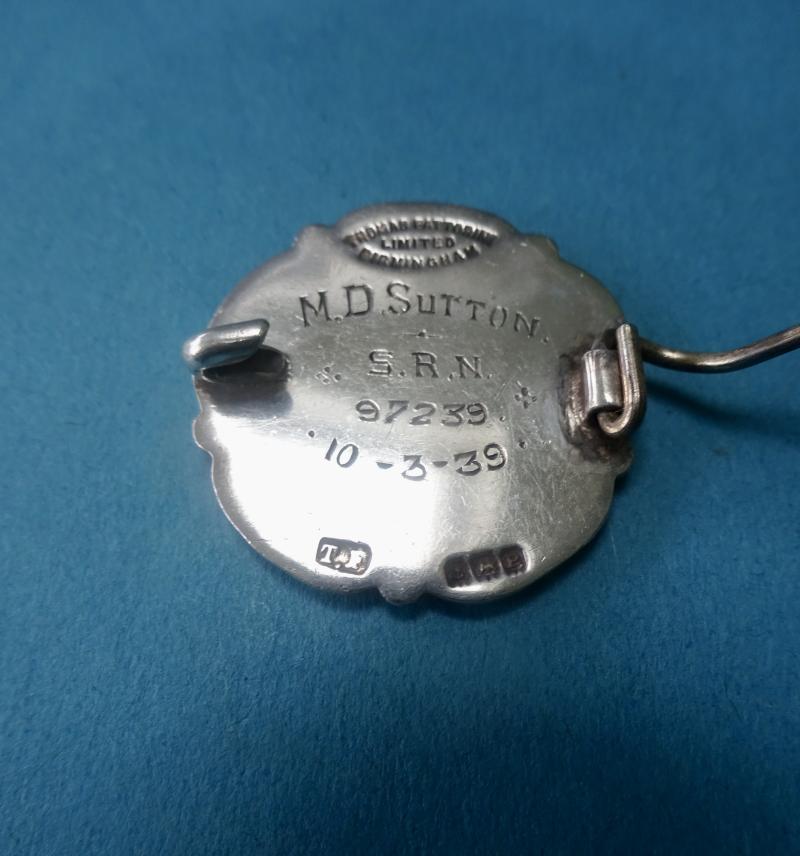 THOMAS FATTORINI
LIMITED
BIRMINGHAM
M.D. SUTTON.
S.R.N.
97239.
10-3-39
T.F.